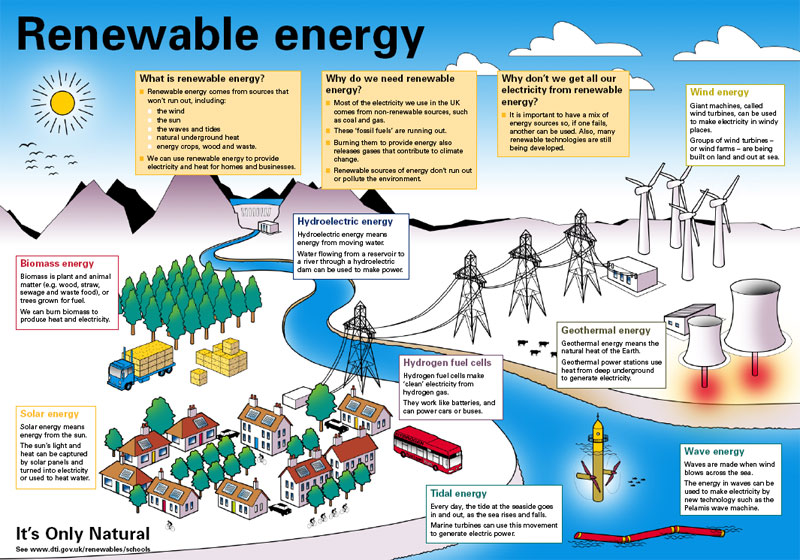 Renewable energy
What is renewable energy?
Renewable energy comes from sources that
won't run out, including:
the wind
the sun
the waves and tides
natural underground heat
energy crops, wood and waste.
We can use renewable energy to provide
electricity and heat for homes and businesses.
Why do we need renewable
energy?
Most of the electricity we use in the UK
comes from non-renewable sources, such
as coal and gas.
These 'fossil fuels' are running out.
Burning them to provide energy also
releases gases that contribute to climate
change.
Renewable sources of energy don't run out
or pollute the environment.
Why don't we get all our
electricity from renewable
energy?
It is important to have a mix of
energy sources so, if one fails,
another can be used. Also, many
renewable technologies are still
being developed.
Wind energy
Giant machines, called
wind turbines, can be used
to make electricity in windy
places.
Groups of wind turbines –
or wind farms – are being
built on land and out at sea.
Hydroelectric energy
Hydroelectric energy means
energy from moving water.
Water flowing from a reservoir to
a river through a hydroelectric
dam can be used to make power.
Biomass energy
Biomass is plant and animal
matter (e.g. wood, straw,
sewage and waste food), or
trees grown for fuel.
We can burn biomass to
produce heat and electricity.
Geothermal energy
Geothermal energy means the
natural heat of the Earth.
Geothermal power stations use
heat from deep underground
to generate electricity.
Hydrogen fuel cells
Hydrogen fuel cells make
'clean' electricity from
hydrogen gas.
They work like batteries, and
can power cars or buses.
Solar energy
Solar energy means
energy from the sun.
The sun's light and
heat can be captured
by solar panels and
turned into electricity
or used to heat water.
Wave energy
Waves are made when wind
blows across the sea.
The energy in waves can be
used to make electricity by
new technology such as the
Pelamis wave machine.
Tidal energy
Every day, the tide at the seaside goes
in and out, as the sea rises and falls.
Marine turbines can use this movement
to generate electric power.
It's Only Natural
See www.dti.gov.uk/renewables/schools